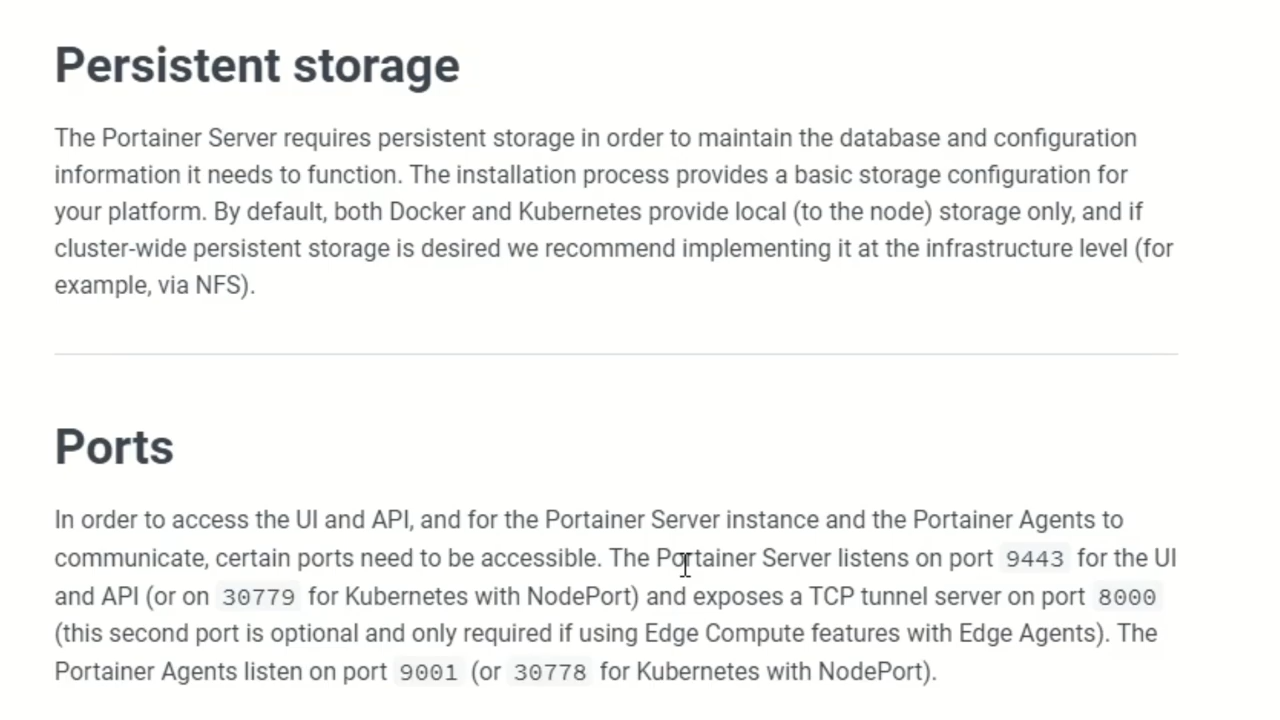 Persistent storage
The Portainer Server requires persistent storage in order to maintain the database and configuration
information it needs to function. The installation process provides a basic storage configuration for
your platform. By default, both Docker and Kubernetes provide local (to the node) storage only, and if
cluster-wide persistent storage is desired we recommend implementing it at the infrastructure level (for
example, via NFS).
Ports
In order to access the UI and API, and for the Portainer Server instance and the Portainer Agents to
communicate, certain ports need to be accessible. The Portainer Server listens on port 9443 for the UI
and API (or on 30779 for Kubernetes with NodePort) and exposes a TCP tunnel server on port 8000
(this second port is optional and only required if using Edge Compute features with Edge Agents). The
Portainer Agents listen on port 9001 (or 30778 for Kubernetes with NodePort).